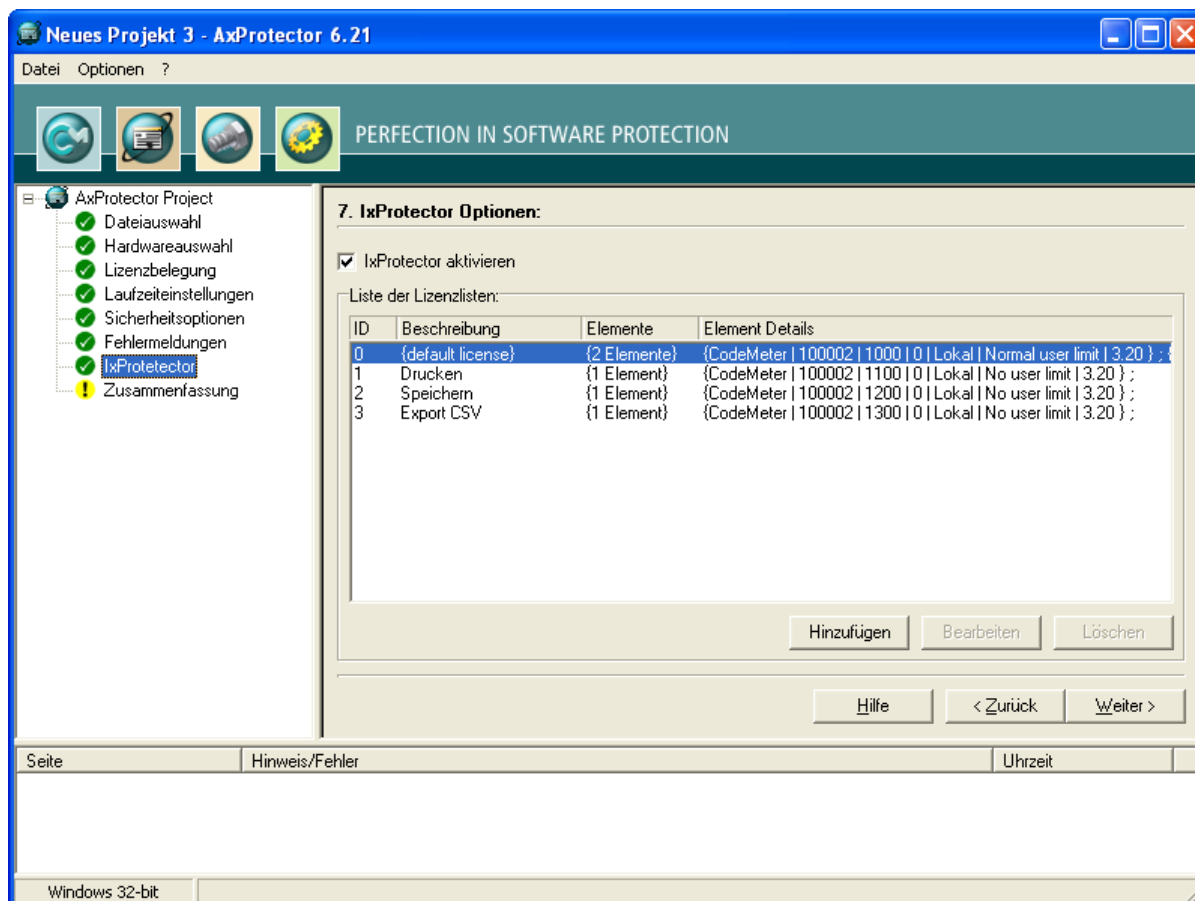 Neues Projekt 3 - AxProtector 6.21
Datei Optionen ?
PERFECTION IN SOFTWARE PROTECTION
AxProtector Project
Dateiauswahl
Hardwareauswahl
Lizenzbelegung
Laufzeiteinstellungen
Sicherheitsoptionen
Fehlermeldungen
IxProtetector
Zusammenfassung
7. IxProtector Optionen:
IxProtector aktivieren
Liste der Lizenzlisten:
ID Beschreibung Elemente Element Details
0 {default license} {2 Elemente} {CodeMeter | 100002 | 1000 | 0 | Lokal | Normal user limit | 3.20 } ; {
1 Drucken {1 Element} {CodeMeter | 100002 | 1100 | 0 | Lokal | No user limit | 3.20 } ;
2 Speichern {1 Element} {CodeMeter | 100002 | 1200 | 0 | Lokal | No user limit | 3.20 } ;
3 Export CSV {1 Element} {CodeMeter | 100002 | 1300 | 0 | Lokal | No user limit | 3.20 } ;
Hinzufügen Bearbeiten Löschen
Hilfe < Zurück Weiter >
Seite Hinweis/Fehler Uhrzeit
Windows 32-bit